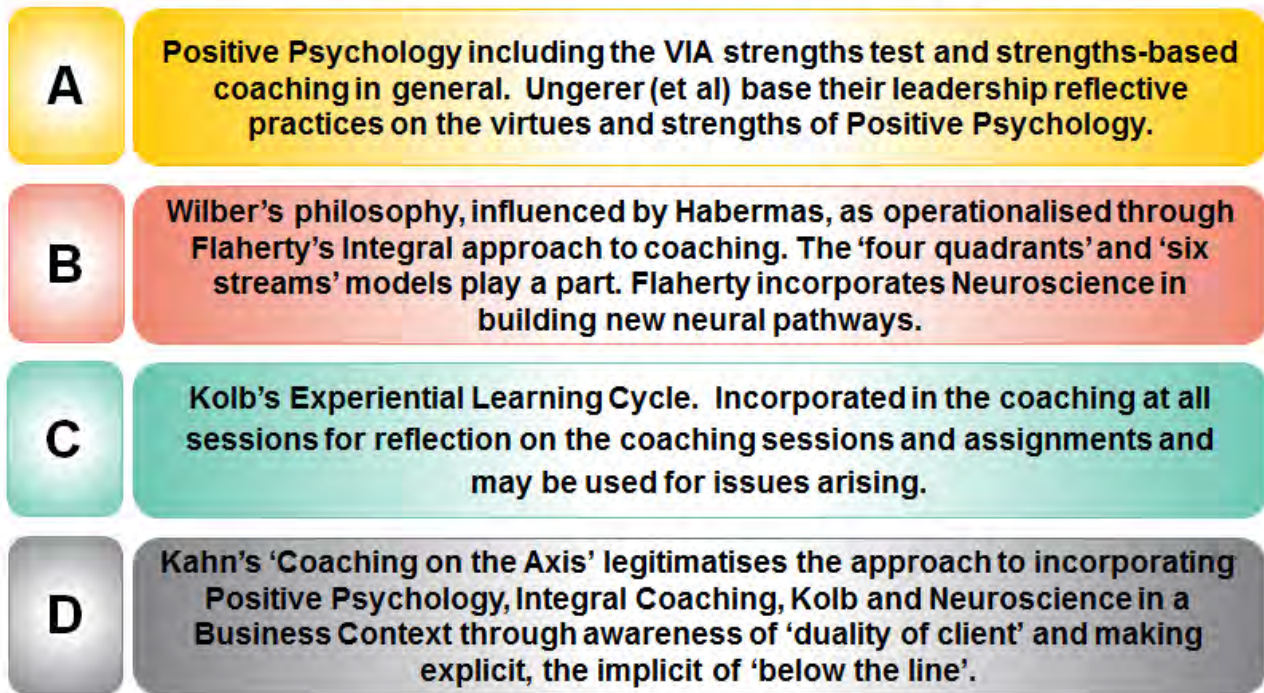 A
Positive Psychology including the VIA strengths test and strengths-based
coaching in general. Ungerer (et al) base their leadership reflective
practices on the virtues and strengths of Positive Psychology.
B
Wilber's philosophy, influenced by Habermas, as operationalised through
Flaherty's Integral approach to coaching. The 'four quadrants' and 'six
streams' models play a part. Flaherty incorporates Neuroscience in
building new neural pathways.
C
Kolb's Experiential Learning Cycle. Incorporated in the coaching at all
sessions for reflection on the coaching sessions and assignments and
may be used for issues arising.
D
Kahn's 'Coaching on the Axis' legitimatises the approach to incorporating
Positive Psychology, Integral Coaching, Kolb and Neuroscience in a
Business Context through awareness of 'duality of client' and making
explicit, the implicit of 'below the line'.